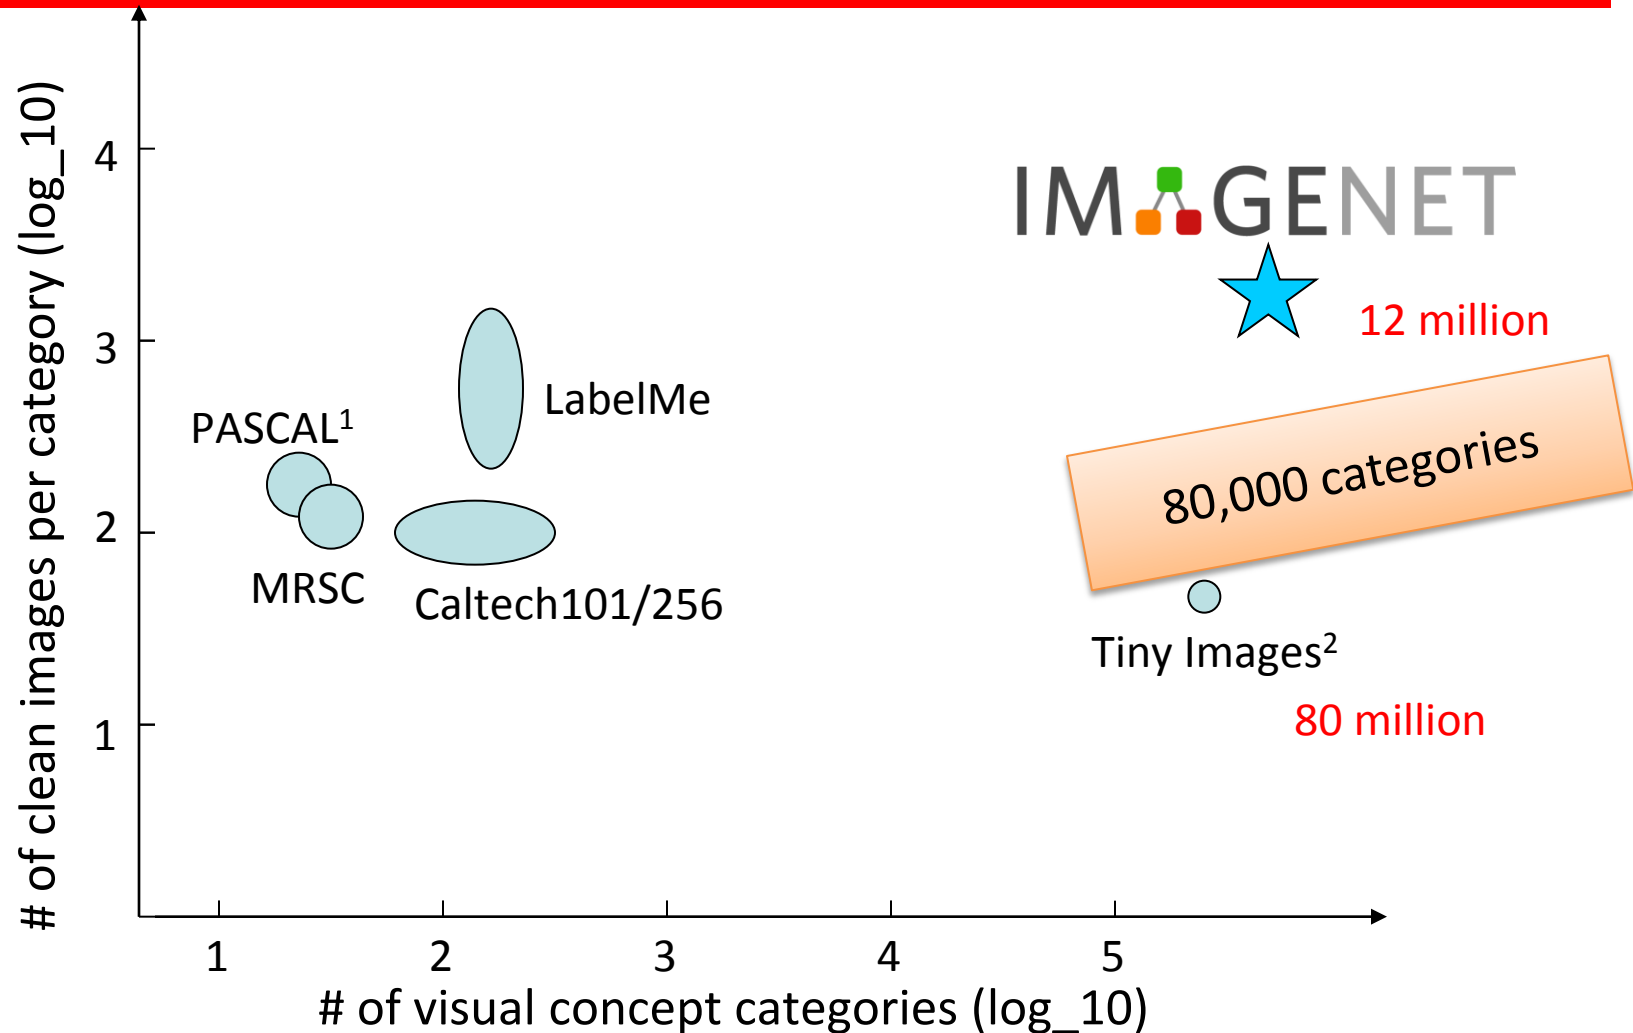 # of clean images per category (log_10)
4
3
2
1
IMAGENET
12 million
LabelMe
PASCAL¹
80,000 categories
MRSC
Caltech101/256
Tiny Images²
80 million
1 2 3 4 5
# of visual concept categories (log_10)